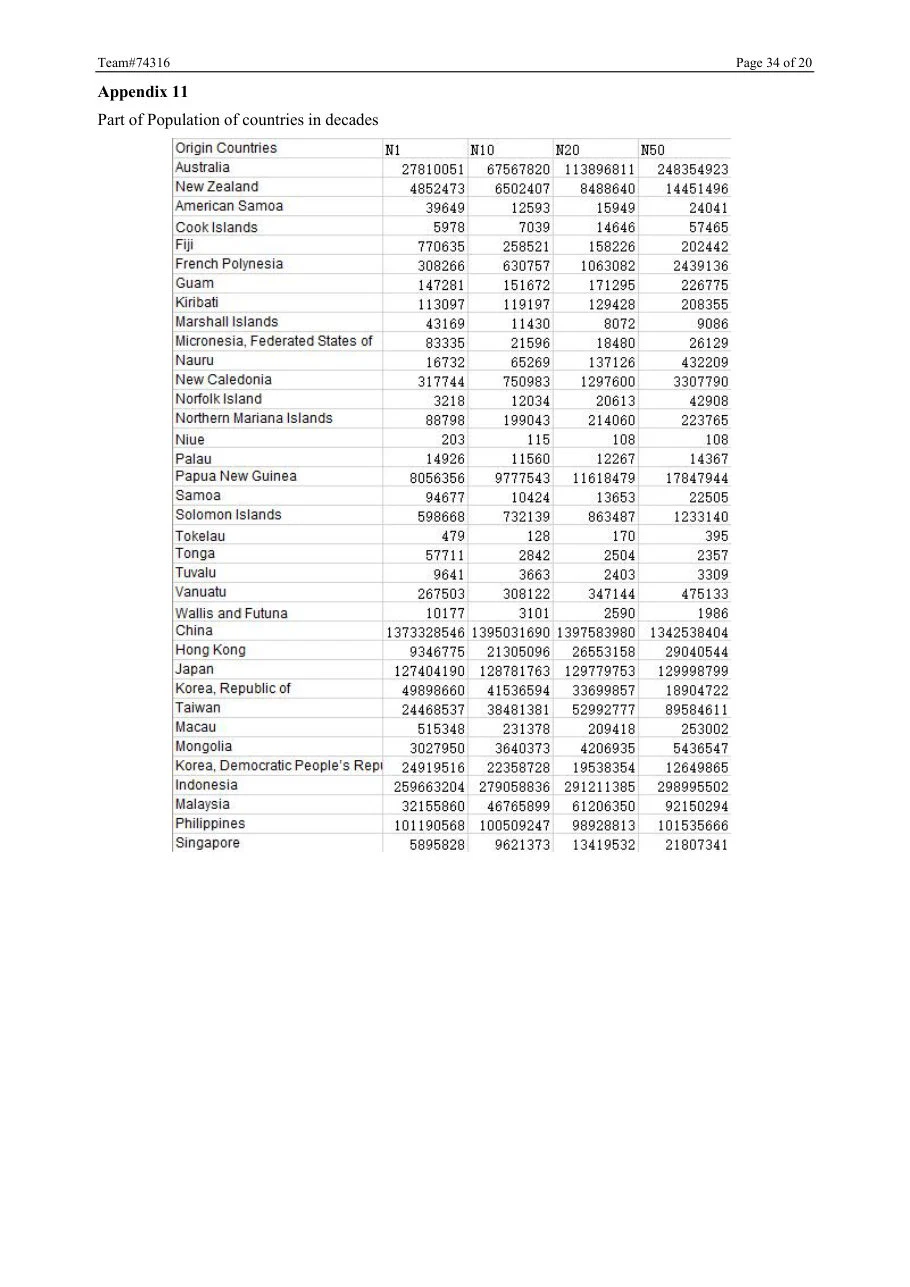 Team#74316 Page 34 of 20
Appendix 11
Part of Population of countries in decades
Origin Countries N1 N10 N20 N50
Australia 27810051 67567820 113896811 248354923
New Zealand 4852473 6502407 8488640 14451496
American Samoa 39649 12593 15949 24041
Cook Islands 5978 7039 14646 57465
Fiji 770635 258521 158226 202442
French Polynesia 308266 630757 1063082 2439136
Guam 147281 151672 171295 226775
Kiribati 113097 119197 129428 208355
Marshall Islands 43169 11430 8072 9086
Micronesia, Federated States of 83335 21596 18480 26129
Nauru 16732 65269 137126 432209
New Caledonia 317744 750983 1297600 3307790
Norfolk Island 3218 12034 20613 42908
Northern Mariana Islands 88798 199043 214060 223765
Niue 203 115 108 108
Palau 14926 11560 12267 14367
Papua New Guinea 8056356 9777543 11618479 17847944
Samoa 94677 10424 13653 22505
Solomon Islands 598668 732139 863487 1233140
Tokelau 479 128 170 395
Tonga 57711 2842 2504 2357
Tuvalu 9641 3663 2403 3309
Vanuatu 267503 308122 347144 475133
Wallis and Futuna 10177 3101 2590 1986
China 1373328546 1395031690 1397583980 1342538404
Hong Kong 9346775 21305096 26553158 29040544
Japan 127404190 128781763 129779753 129998799
Korea, Republic of 49898660 41536594 33699857 18904722
Taiwan 24468537 38481381 52992777 89584611
Macau 515348 231378 209418 253002
Mongolia 3027950 3640373 4206935 5436547
Korea, Democratic People's Repu 24919516 22358728 19538354 12649865
Indonesia 259663204 279058836 291211385 298995502
Malaysia 32155860 46765899 61206350 92150294
Philippines 101190568 100509247 98928813 101535666
Singapore 5895828 9621373 13419532 21807341